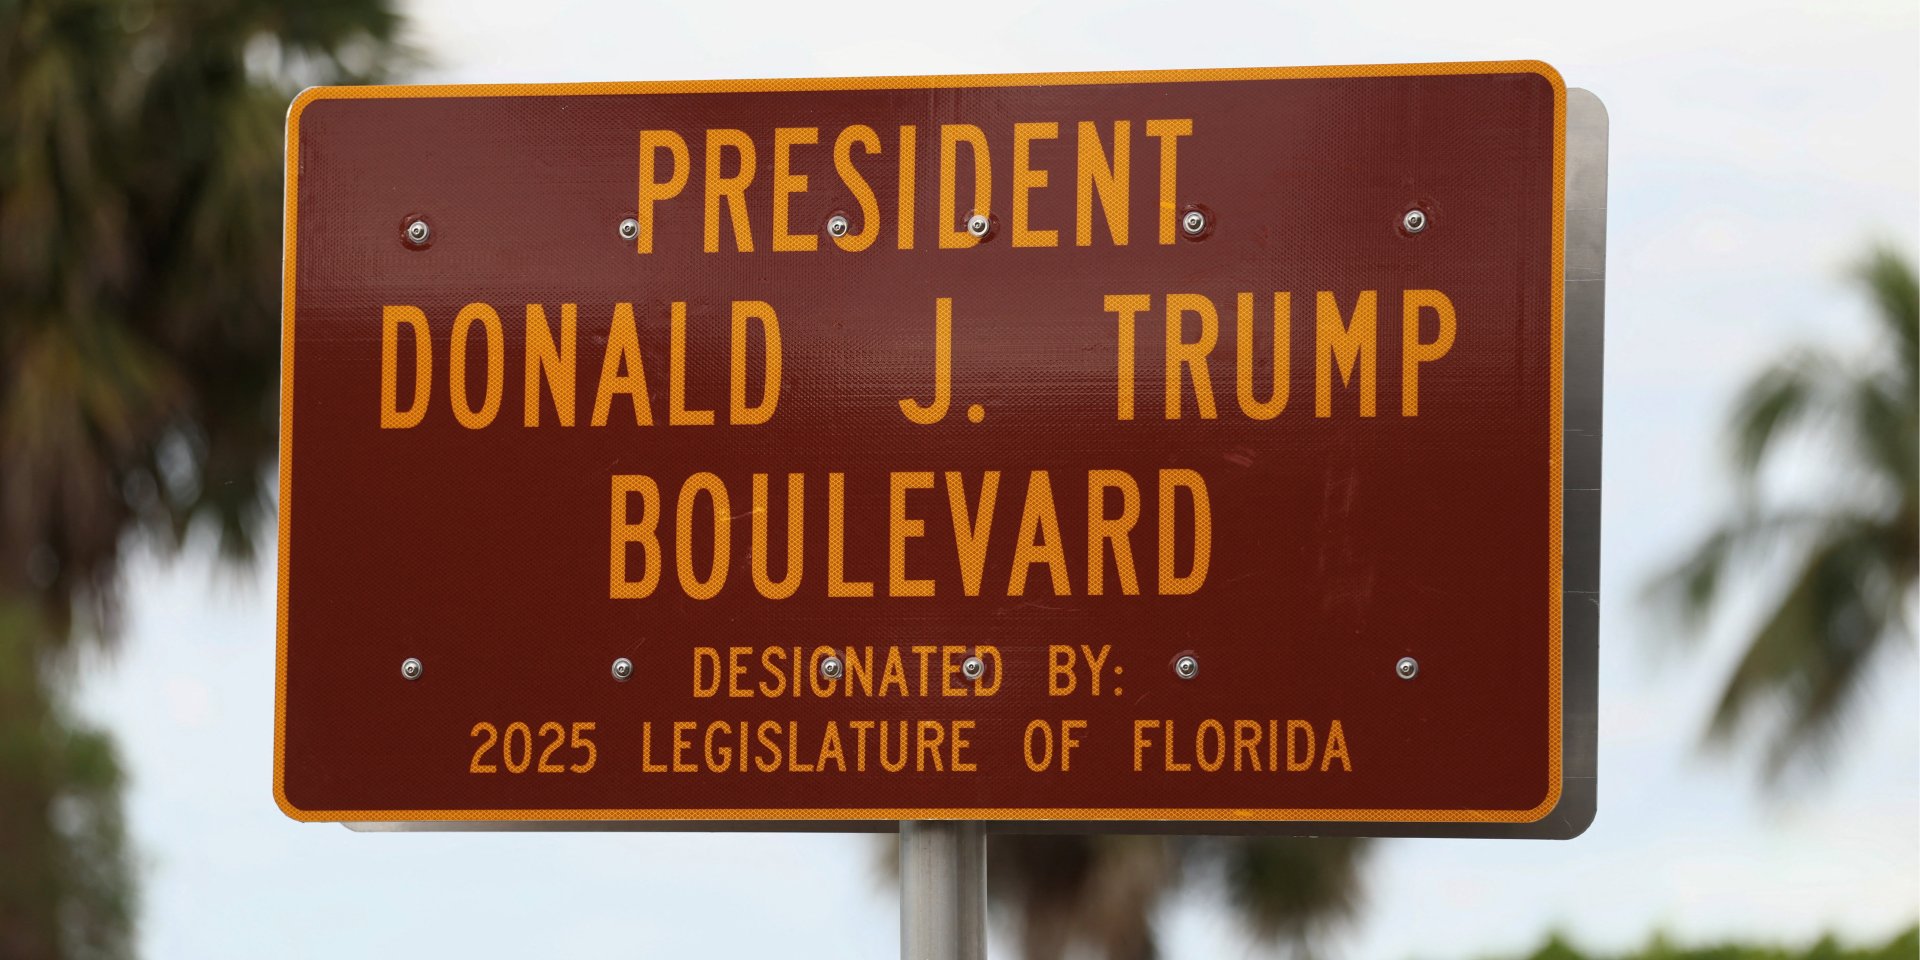 PRESIDENT
DONALD J. TRUMP
BOULEVARD
DESIGNATED BY:
2025 LEGISLATURE OF FLORIDA